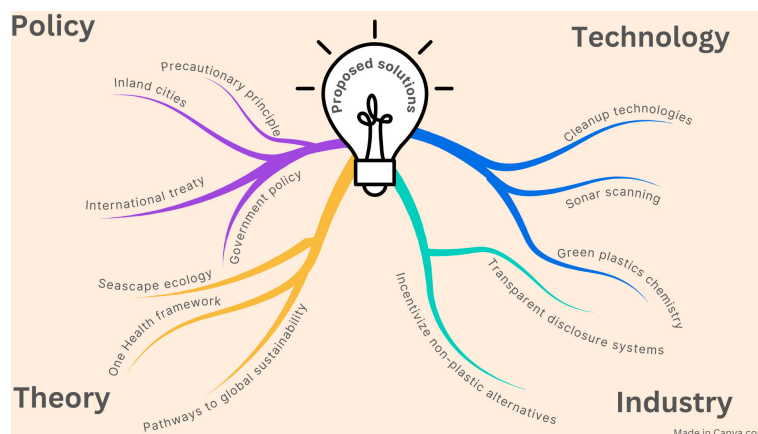 Policy
Technology
Proposed solutions
Precautionary principle
Inland cities
International treaty
Government policy
Cleanup technologies
Sonar scanning
Green plastics chemistry
Seascape ecology
One Health framework
Pathways to global sustainability
Transparent disclosure systems
Incentivize non-plastic alternatives
Theory
Industry
Made in Canva.co